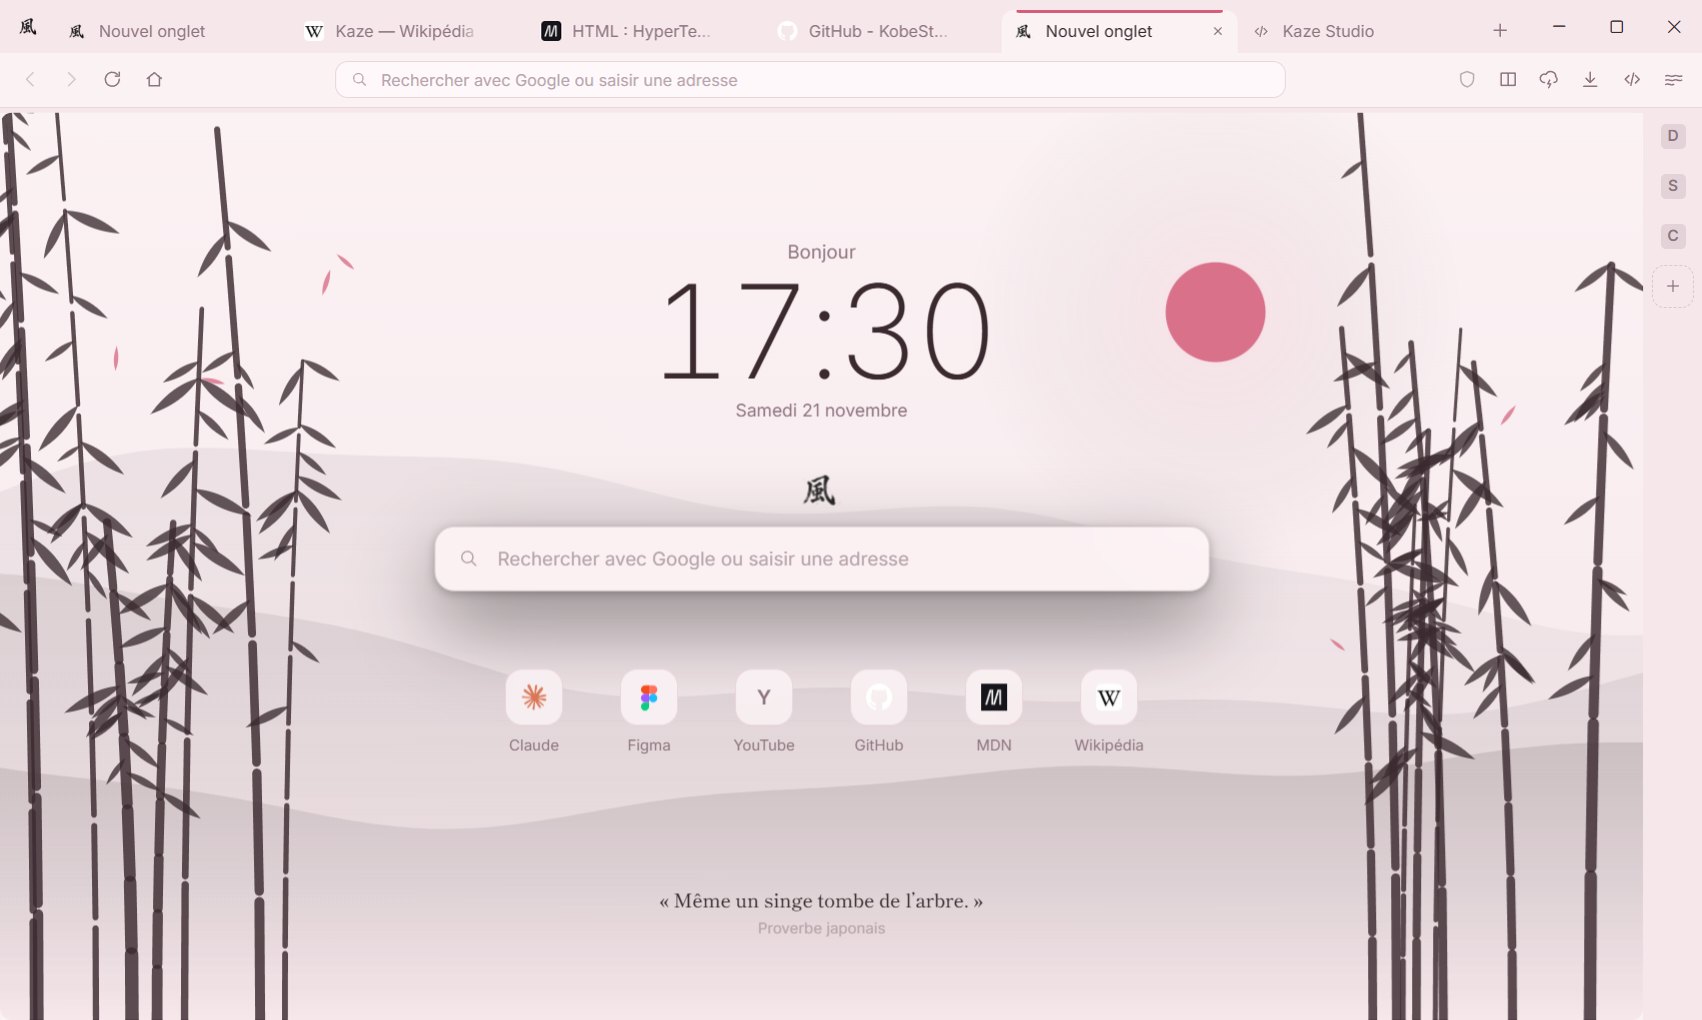 風
風 Nouvel onglet
W Kaze — Wikipédia
M HTML : HyperTe...
GitHub - KobeSt...
風 Nouvel onglet
</> Kaze Studio
Rechercher avec Google ou saisir une adresse
D
S
C
Bonjour
17:30
Samedi 21 novembre
風
Rechercher avec Google ou saisir une adresse
Y
M
W
Claude
Figma
YouTube
GitHub
MDN
Wikipédia
« Même un singe tombe de l’arbre. »
Proverbe japonais